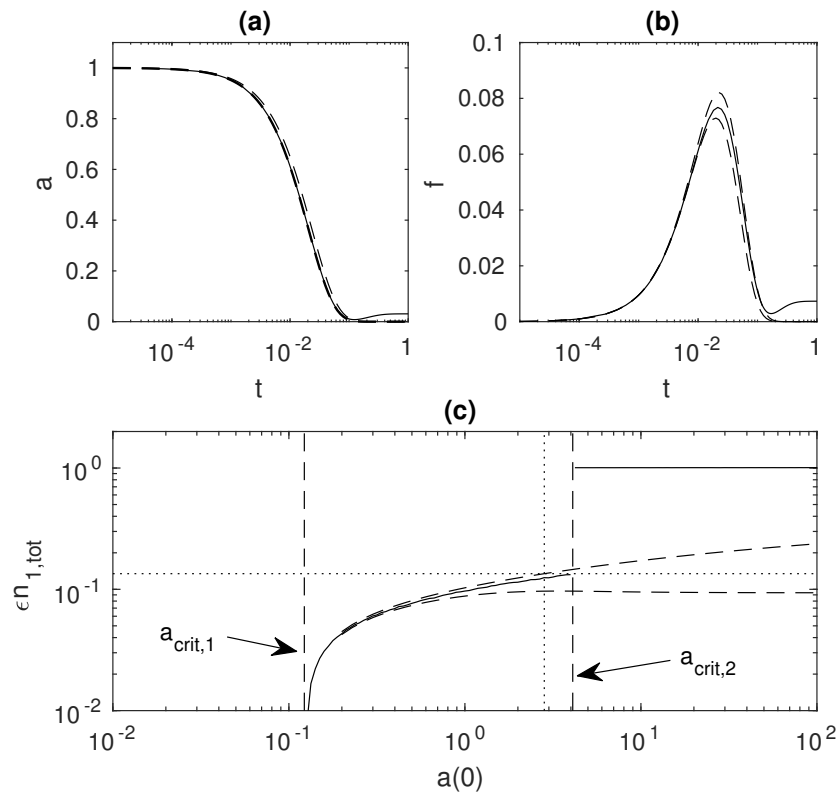 (a)
1
0.8
0.6
0.4
0.2
0
a
10^-4
10^-2
1
t
(b)
0.1
0.08
0.06
0.04
0.02
0
f
10^-4
10^-2
1
t
(c)
10^0
10^-1
10^-2
εn_1,tot
a_crit,1
a_crit,2
10^-2
10^-1
10^0
10^1
10^2
a(0)